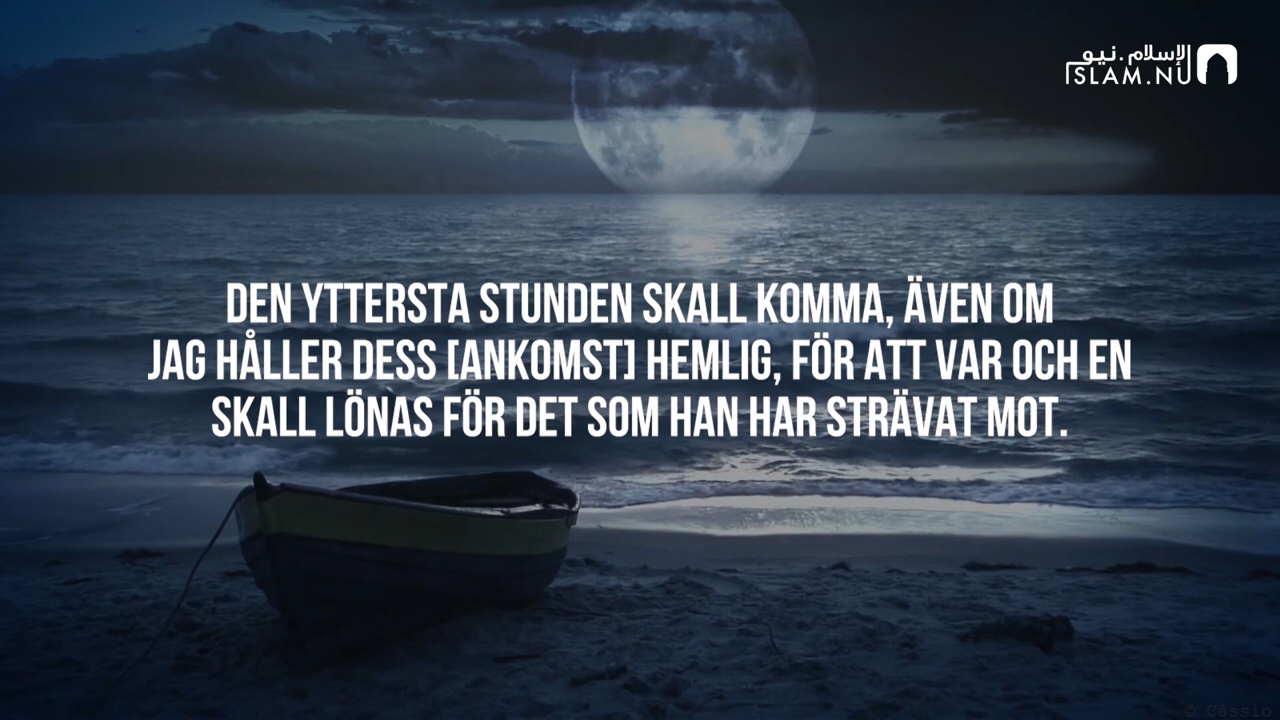 الإسلام.نيو
ISLAM.NU
DEN YTTERSTA STUNDEN SKALL KOMMA, ÄVEN OM
JAG HÅLLER DESS [ANKOMST] HEMLIG, FÖR ATT VAR OCH EN
SKALL LÖNAS FÖR DET SOM HAN HAR STRÄVAT MOT.
© Cássio